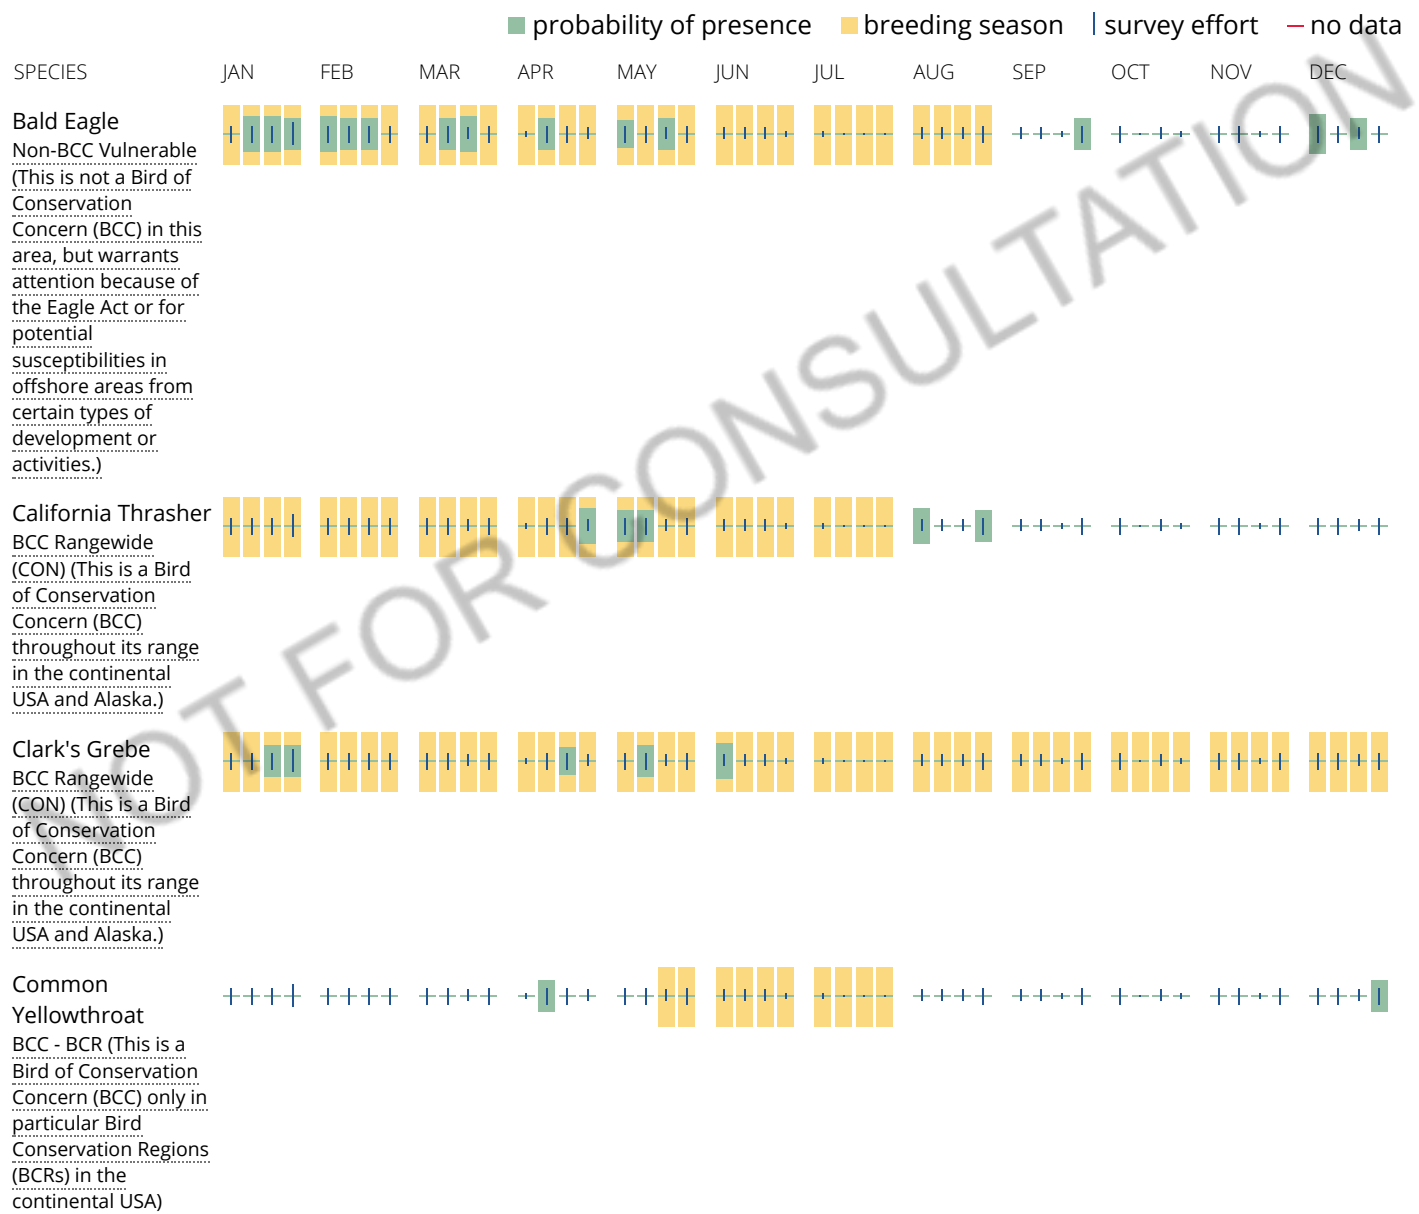 probability of presence breeding season survey effort no data
SPECIES JAN FEB MAR APR MAY JUN JUL AUG SEP OCT NOV DEC
Bald Eagle
Non-BCC Vulnerable
(This is not a Bird of
Conservation
Concern (BCC) in this
area, but warrants
attention because of
the Eagle Act or for
potential
susceptibilities in
offshore areas from
certain types of
development or
activities.)
California Thrasher
BCC Rangewide
(CON) (This is a Bird
of Conservation
Concern (BCC)
throughout its range
in the continental
USA and Alaska.)
Clark's Grebe
BCC Rangewide
(CON) (This is a Bird
of Conservation
Concern (BCC)
throughout its range
in the continental
USA and Alaska.)
Common
Yellowthroat
BCC - BCR (This is a
Bird of Conservation
Concern (BCC) only in
particular Bird
Conservation Regions
(BCRs) in the
continental USA)
NOT FOR CONSULTATION